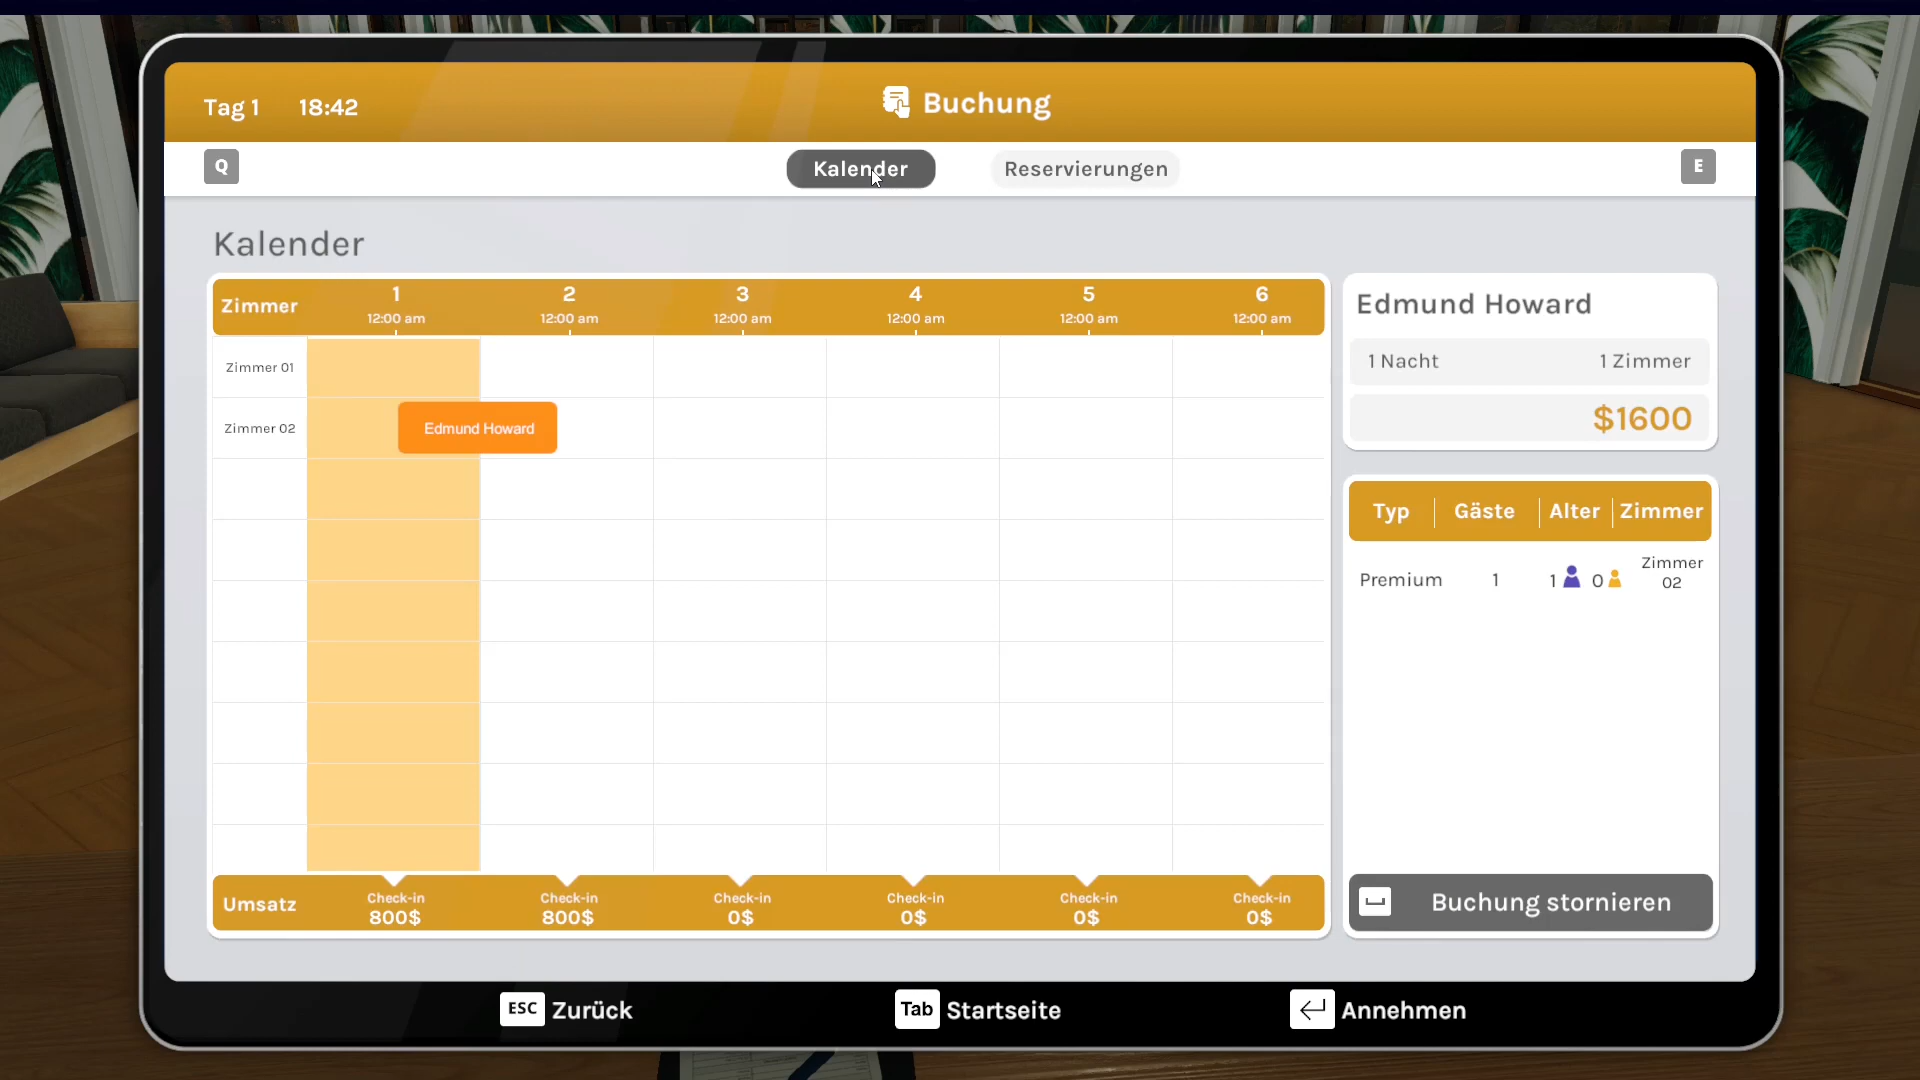 Tag 1 18:42 Buchung
Q Kalender Reservierungen E
Kalender
Zimmer 1 2 3 4 5 6
12:00 am 12:00 am 12:00 am 12:00 am 12:00 am 12:00 am
Zimmer 01
Zimmer 02 Edmund Howard
Umsatz Check-in Check-in Check-in Check-in Check-in Check-in
800$ 800$ 0$ 0$ 0$ 0$
Edmund Howard
1 Nacht 1 Zimmer
$1600
Typ Gäste Alter Zimmer
Premium 1 1 0 Zimmer
02
Buchung stornieren
ESC Zurück Tab Startseite Annehmen